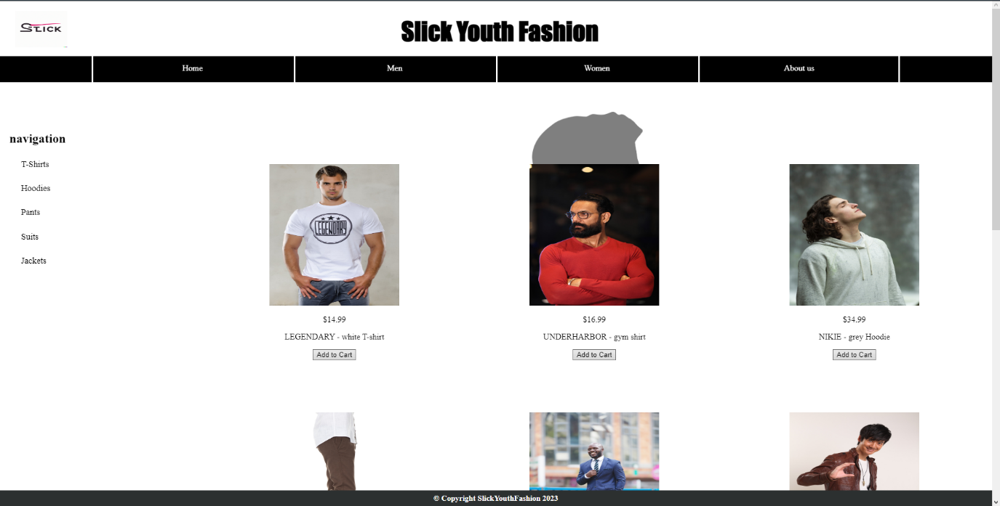 SLICK
Slick Youth Fashion
Home
Men
Women
About us
navigation
T-Shirts
Hoodies
Pants
Suits
Jackets
LEGENDARY
$14.99
LEGENDARY - white T-shirt
Add to Cart
$16.99
UNDERHARBOR - gym shirt
Add to Cart
$34.99
NIKIE - grey Hoodie
Add to Cart
© Copyright SlickYouthFashion 2023